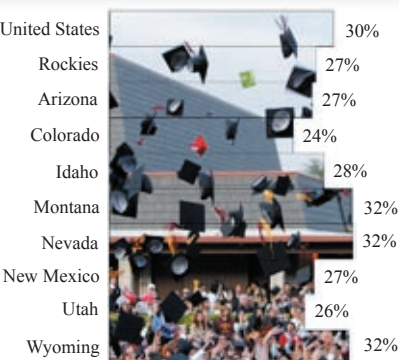 United States 30%
Rockies 27%
Arizona 27%
Colorado 24%
Idaho 28%
Montana 32%
Nevada 32%
New Mexico 27%
Utah 26%
Wyoming 32%